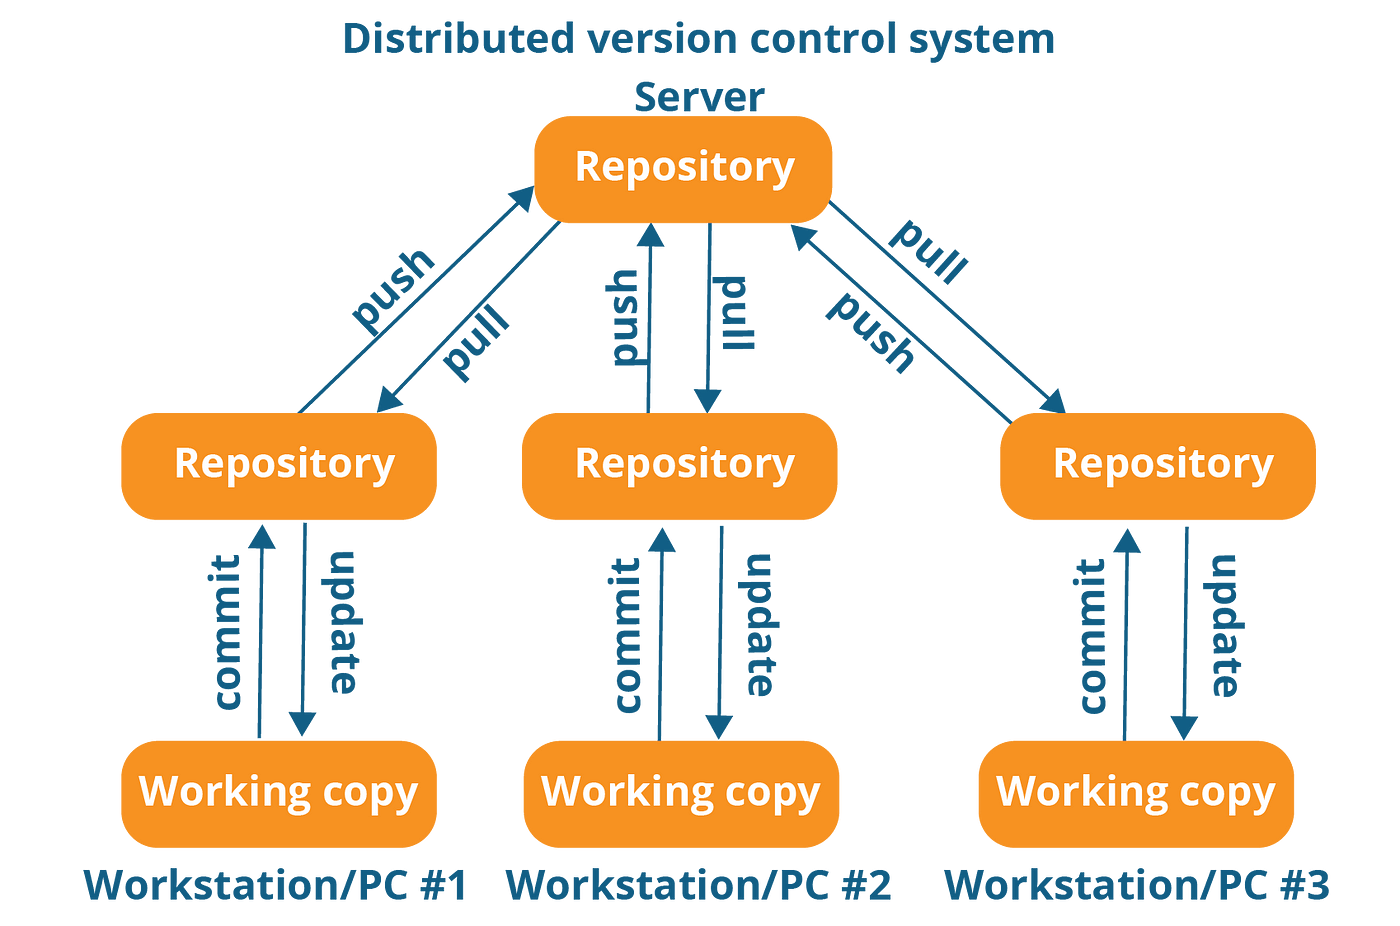 Distributed version control system
Server
Repository
push
pull
push
pull
push
pull
Repository
Repository
Repository
commit
update
commit
update
commit
update
Working copy
Working copy
Working copy
Workstation/PC #1
Workstation/PC #2
Workstation/PC #3